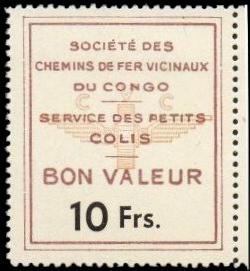 SOCIÉTÉ DES
CHEMINS DE FER VICINAUX
DU CONGO
SERVICE DES PETITS
COLIS
BON VALEUR
10 Frs.